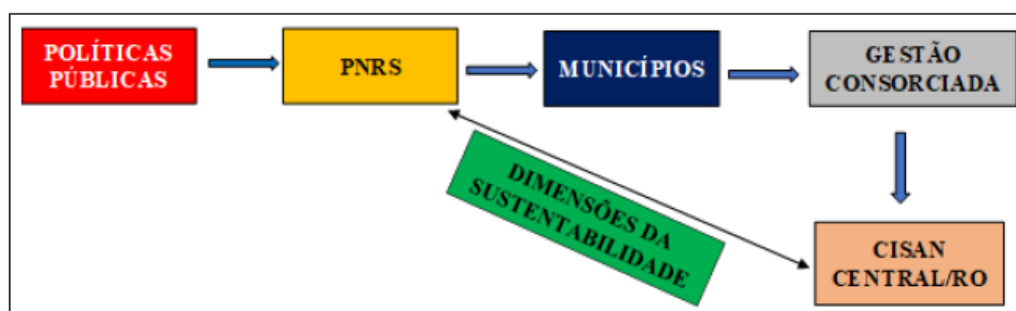 POLÍTICAS
PÚBLICAS
PNRS
MUNICÍPIOS
GESTÃO
CONSORCIADA
DIMENSÕES DA
SUSTENTABILIDADE
CISAN
CENTRAL/RO